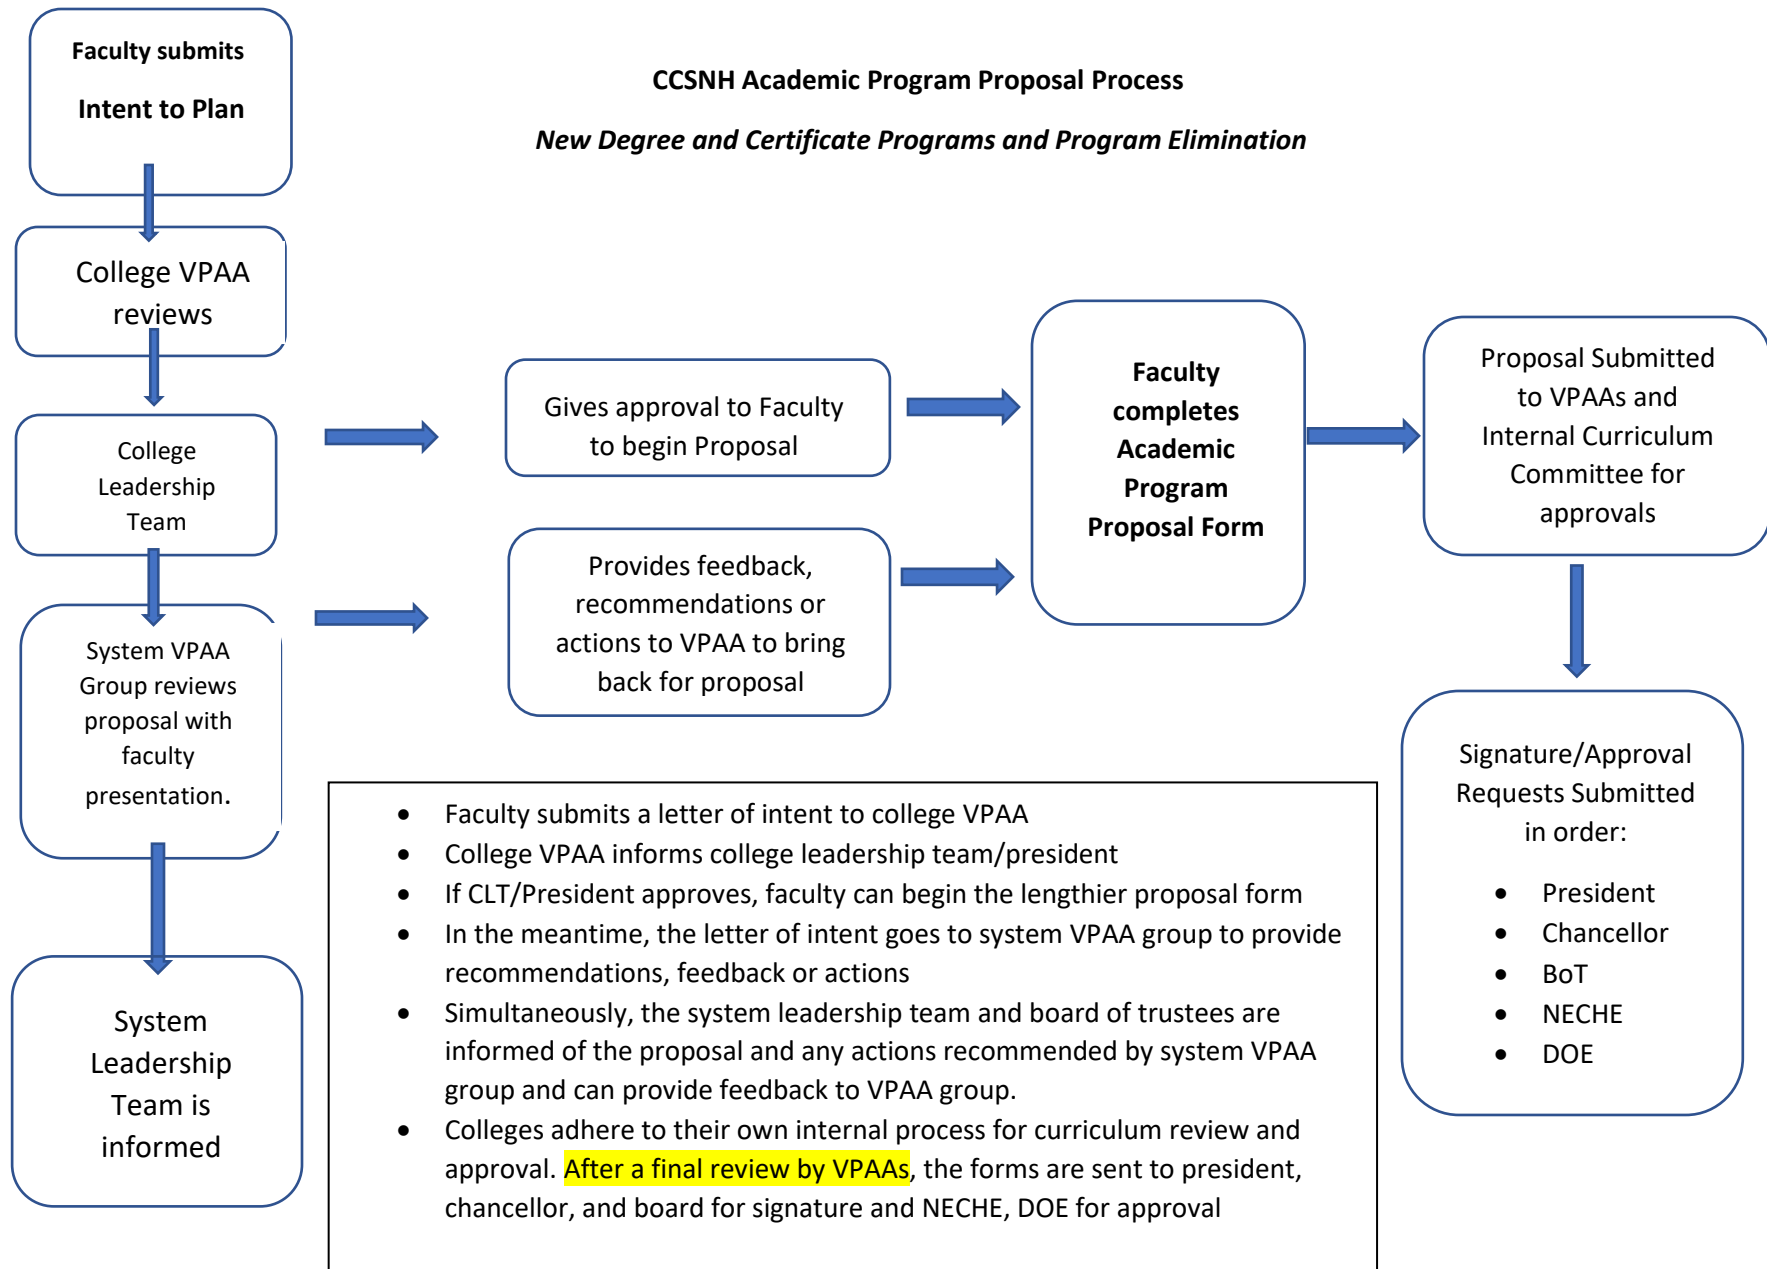 Faculty submits
Intent to Plan
CCSNH Academic Program Proposal Process
New Degree and Certificate Programs and Program Elimination
College VPAA
reviews
College
Leadership
Team
System VPAA
Group reviews
proposal with
faculty
presentation.
System
Leadership
Team is
informed
Gives approval to Faculty
to begin Proposal
Provides feedback,
recommendations or
actions to VPAA to bring
back for proposal
Faculty
completes
Academic
Program
Proposal Form
Proposal Submitted
to VPAAs and
Internal Curriculum
Committee for
approvals
Signature/Approval
Requests Submitted
in order:
• President
• Chancellor
• BoT
• NECHE
• DOE
• Faculty submits a letter of intent to college VPAA
• College VPAA informs college leadership team/president
• If CLT/President approves, faculty can begin the lengthier proposal form
• In the meantime, the letter of intent goes to system VPAA group to provide
recommendations, feedback or actions
• Simultaneously, the system leadership team and board of trustees are
informed of the proposal and any actions recommended by system VPAA
group and can provide feedback to VPAA group.
• Colleges adhere to their own internal process for curriculum review and
approval. After a final review by VPAAs, the forms are sent to president,
chancellor, and board for signature and NECHE, DOE for approval